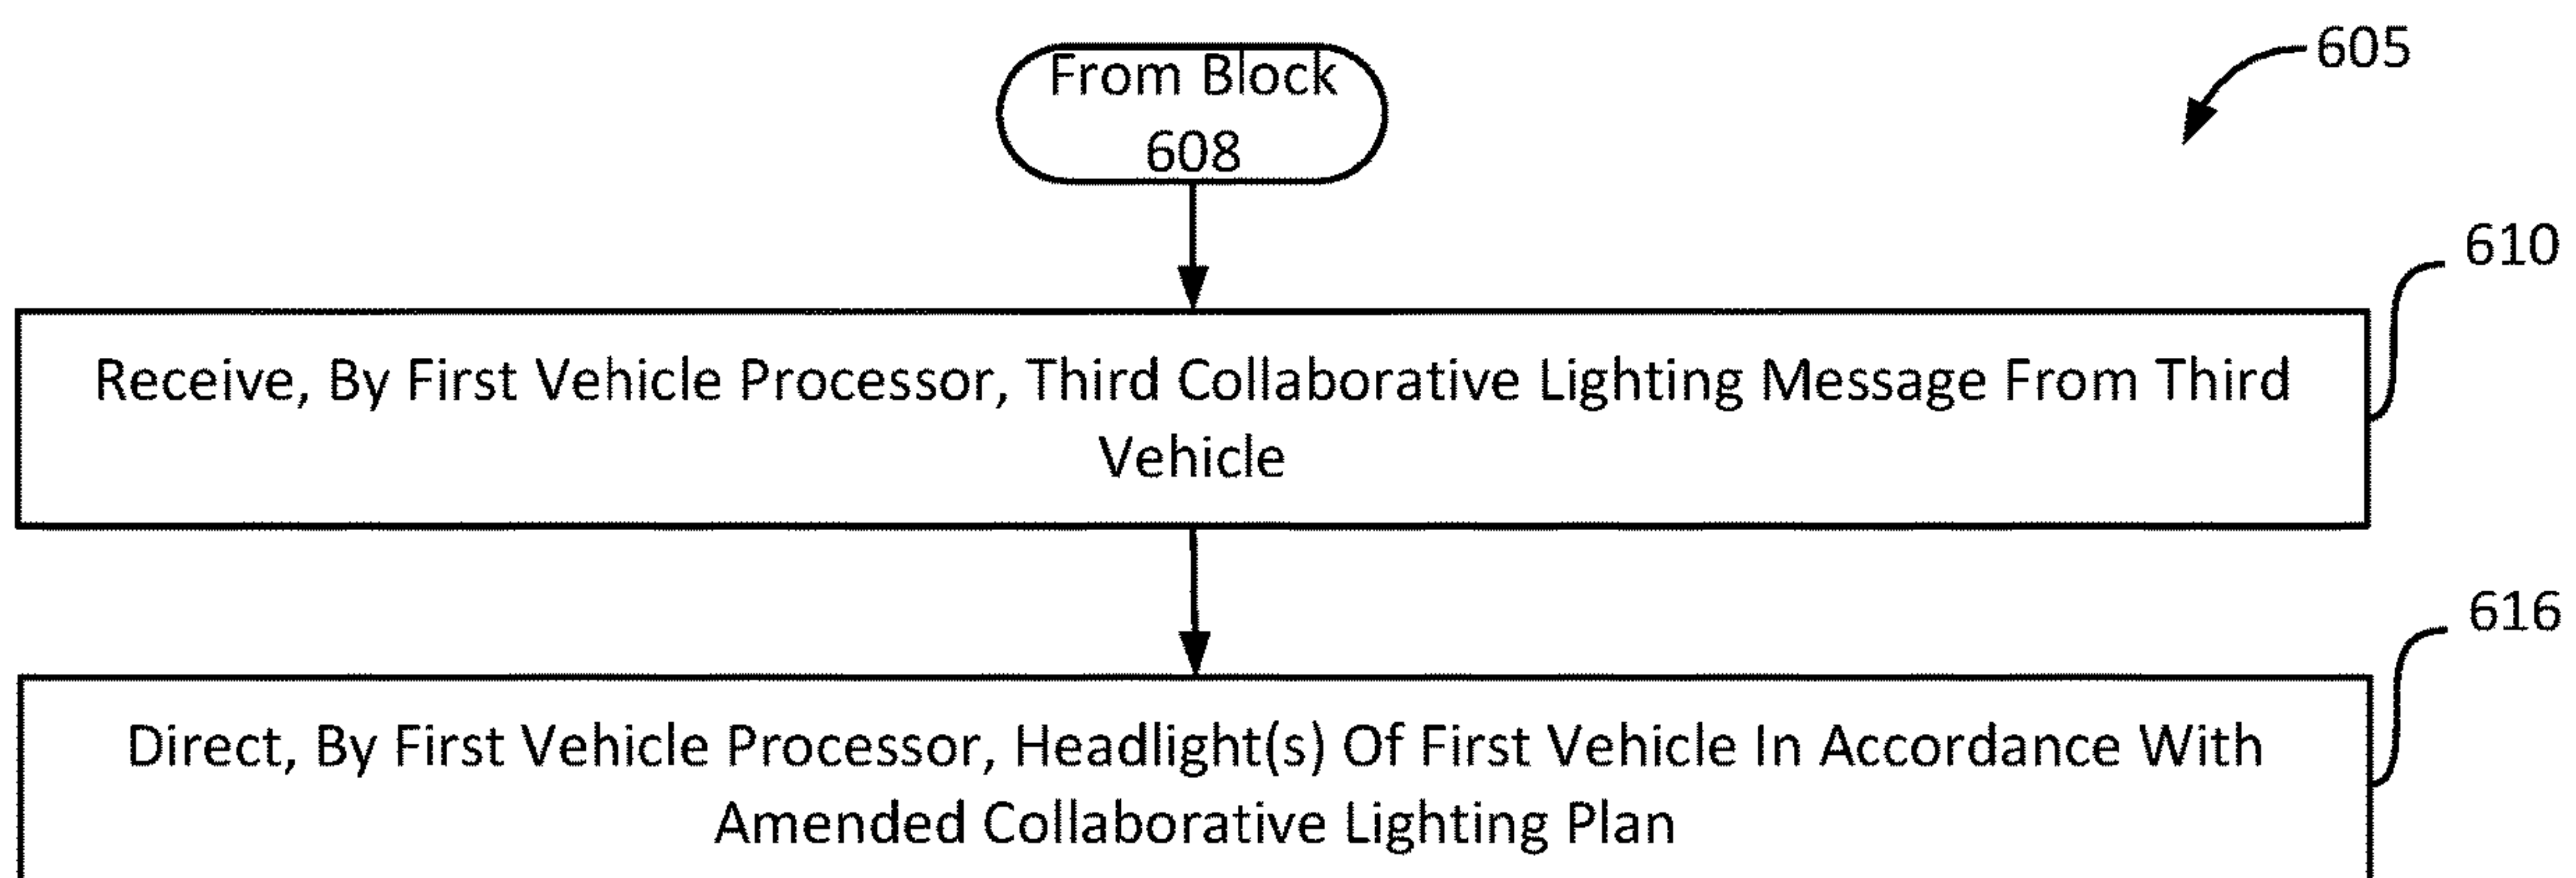 From Block
608
605
610
Receive, By First Vehicle Processor, Third Collaborative Lighting Message From Third
Vehicle
616
Direct, By First Vehicle Processor, Headlight(s) Of First Vehicle In Accordance With
Amended Collaborative Lighting Plan